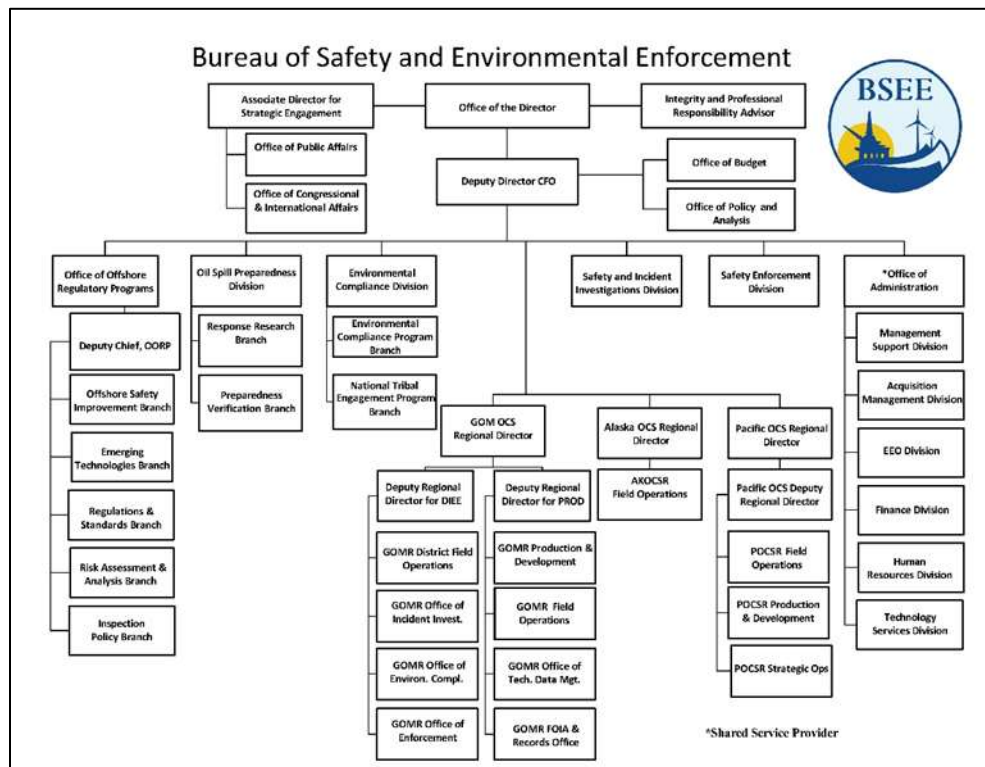 Bureau of Safety and Environmental Enforcement
BSEE
Associate Director for
Strategic Engagement
Office of the Director
Integrity and Professional
Responsibility Advisor
Office of Public Affairs
Office of Congressional
& International Affairs
Deputy Director CFO
Office of Budget
Office of Policy and
Analysis
Office of Offshore
Regulatory Programs
Oil Spill Preparedness
Division
Environmental
Compliance Division
Safety and Incident
Investigations Division
Safety Enforcement
Division
*Office of
Administration
Deputy Chief, OORP
Offshore Safety
Improvement Branch
Emerging
Technologies Branch
Regulations &
Standards Branch
Risk Assessment &
Analysis Branch
Inspection
Policy Branch
Response Research
Branch
Preparedness
Verification Branch
Environmental
Compliance Program
Branch
National Tribal
Engagement Program
Branch
GOM OCS
Regional Director
Deputy Regional
Director for DIEE
GOMR District Field
Operations
GOMR Office of
Incident Invest.
GOMR Office of
Environ. Compl.
GOMR Office of
Enforcement
Deputy Regional
Director for PROD
GOMR Production &
Development
GOMR Field
Operations
GOMR Office of
Tech. Data Mgt.
GOMR FOIA &
Records Office
Alaska OCS Regional
Director
AKOCSR
Field Operations
Pacific OCS Regional
Director
Pacific OCS Deputy
Regional Director
POCSR Field
Operations
POCSR Production
& Development
POCSR Strategic Ops
Management
Support Division
Acquisition
Management Division
EEO Division
Finance Division
Human
Resources Division
Technology
Services Division
*Shared Service Provider